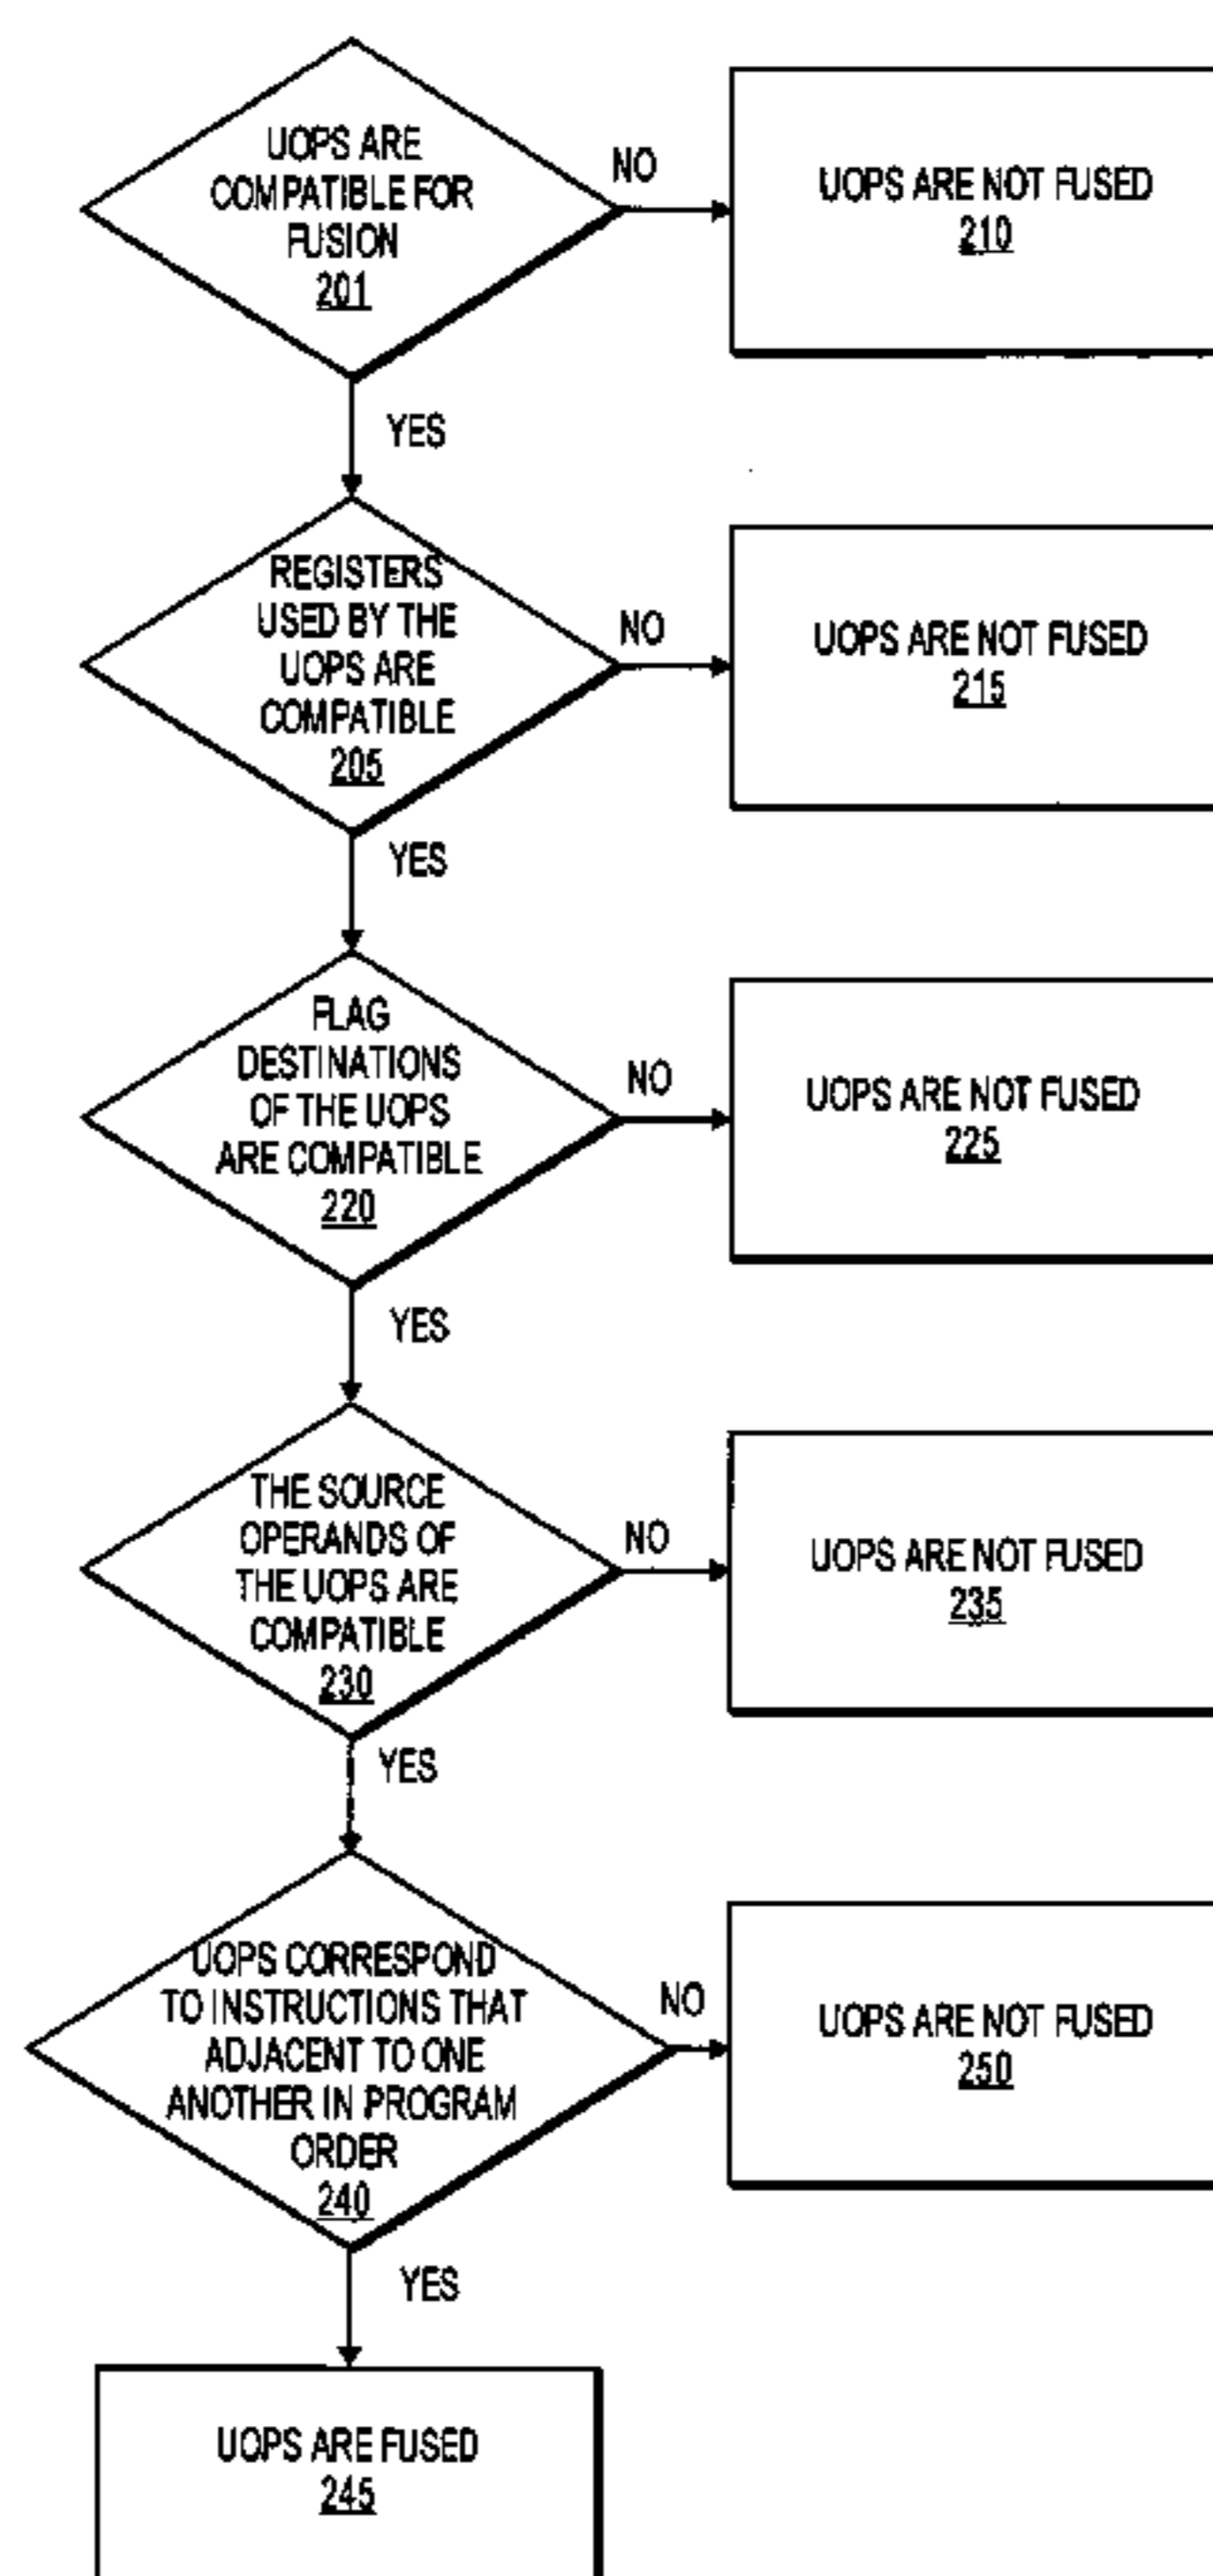 UOPS ARE
COMPATIBLE FOR
FUSION
201
NO
UOPS ARE NOT FUSED
210
YES
REGISTERS
USED BY THE
UOPS ARE
COMPATIBLE
205
NO
UOPS ARE NOT FUSED
215
YES
FLAG
DESTINATIONS
OF THE UOPS
ARE COMPATIBLE
220
NO
UOPS ARE NOT FUSED
225
YES
THE SOURCE
OPERANDS OF
THE UOPS ARE
COMPATIBLE
230
NO
UOPS ARE NOT FUSED
235
YES
UOPS CORRESPOND
TO INSTRUCTIONS THAT
ADJACENT TO ONE
ANOTHER IN PROGRAM
ORDER
240
NO
UOPS ARE NOT FUSED
250
YES
UOPS ARE FUSED
245